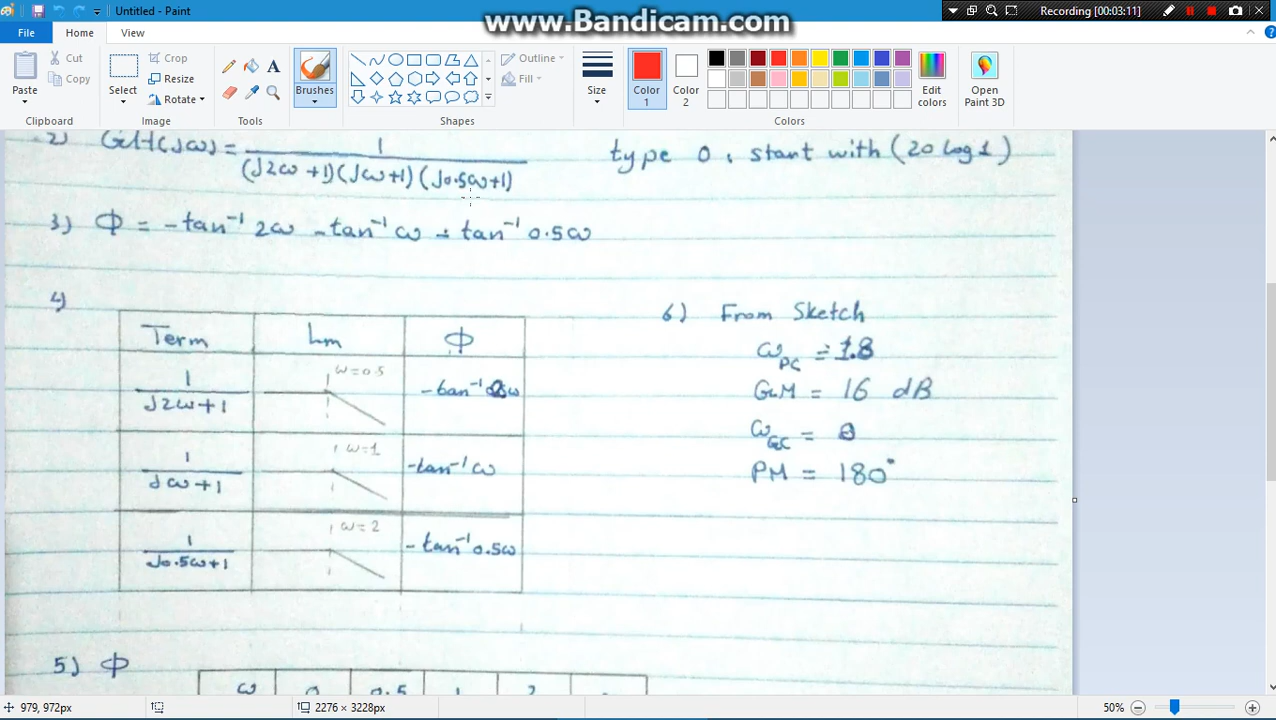 Untitled - Paint
www.Bandicam.com
Recording [00:03:11]
File Home View
Paste
Cut
Copy
Clipboard
Select
Crop
Resize
Rotate
Image
Tools
Brushes
Outline
Fill
Shapes
Size
Color 1
Color 2
Edit colors
Open Paint 3D
Colors
2) GH(Jω) = 1 / (J2ω+1)(Jω+1)(J0.5ω+1) type 0, start with (20 log 1)
3) Φ = -tan⁻¹ 2ω - tan⁻¹ ω - tan⁻¹ 0.5ω
4)
Term Lm Φ
1 / J2ω+1 ω=0.5 -tan⁻¹ 2ω
1 / Jω+1 ω=1 -tan⁻¹ ω
1 / J0.5ω+1 ω=2 -tan⁻¹ 0.5ω
6) From Sketch
ωPC = 1.8
GM = 16 dB
ωGC = 0
PM = 180°
5) Φ
ω 0 0.5 1 2
979, 972px
2276 × 3228px
50%